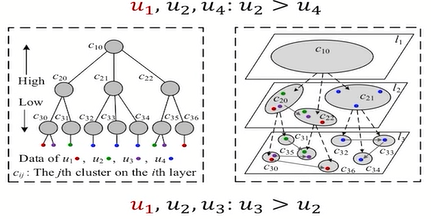 u₁, u₂, u₄: u₂ > u₄
c₁₀
High
Low
c₂₀ c₂₁ c₂₂
c₃₀ c₃₁ c₃₂ c₃₃ c₃₄ c₃₅ c₃₆
Data of u₁ , u₂ , u₃ , u₄
cᵢⱼ : The jth cluster on the ith layer
l₁
c₁₀
l₂
c₂₀ c₂₁
c₂₂
c₃₁
c₃₅ c₃₂ c₃₃
c₃₀ c₃₆ c₃₄
u₁, u₂, u₃: u₃ > u₂